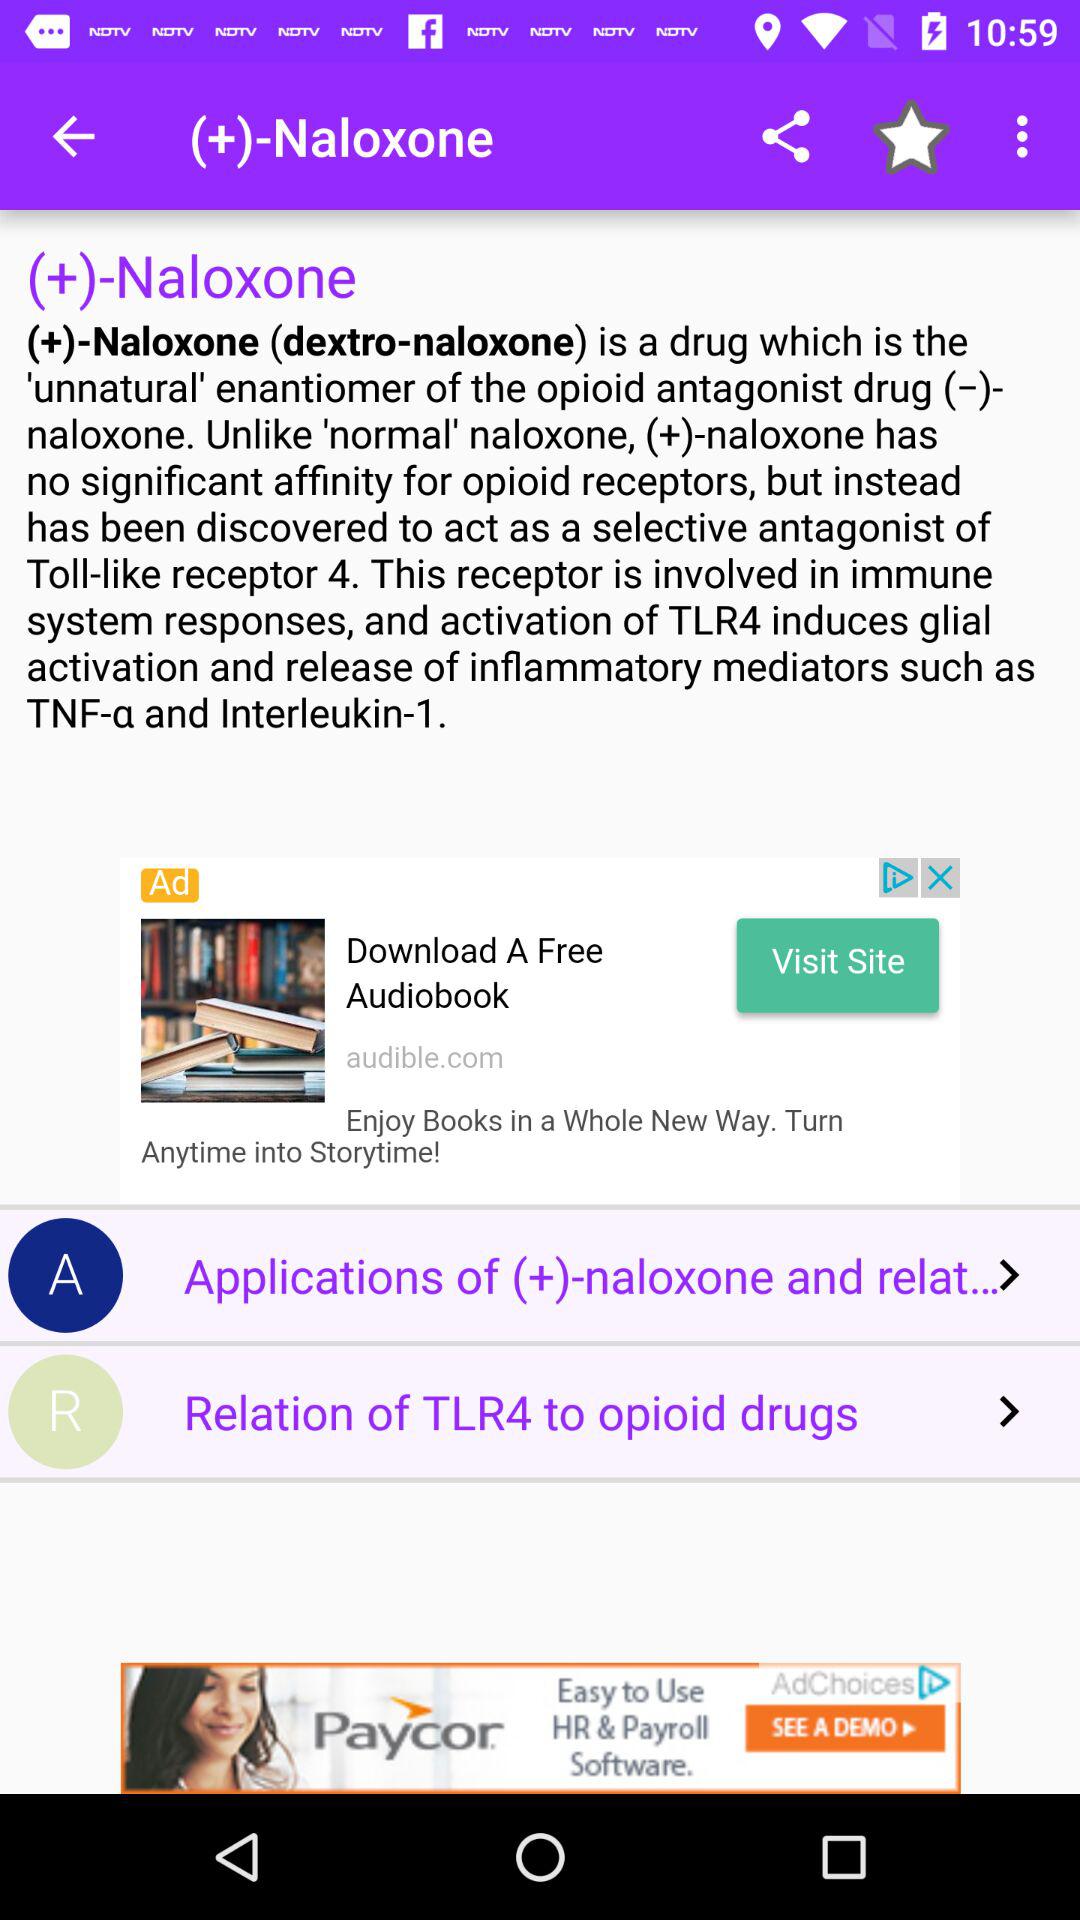 NDTV NDTV NDTV NDTV NDTV NDTV NDTV NDTV NDTV 10:59
(+)-Naloxone
(+)-Naloxone
(+)-Naloxone (dextro-naloxone) is a drug which is the
'unnatural' enantiomer of the opioid antagonist drug (−)-
naloxone. Unlike 'normal' naloxone, (+)-naloxone has
no significant affinity for opioid receptors, but instead
has been discovered to act as a selective antagonist of
Toll-like receptor 4. This receptor is involved in immune
system responses, and activation of TLR4 induces glial
activation and release of inflammatory mediators such as
TNF-α and Interleukin-1.
Ad
Download A Free
Audiobook
Visit Site
audible.com
Enjoy Books in a Whole New Way. Turn
Anytime into Storytime!
A Applications of (+)-naloxone and relat...
R Relation of TLR4 to opioid drugs
Paycor
Easy to Use
HR & Payroll
Software.
AdChoices
SEE A DEMO